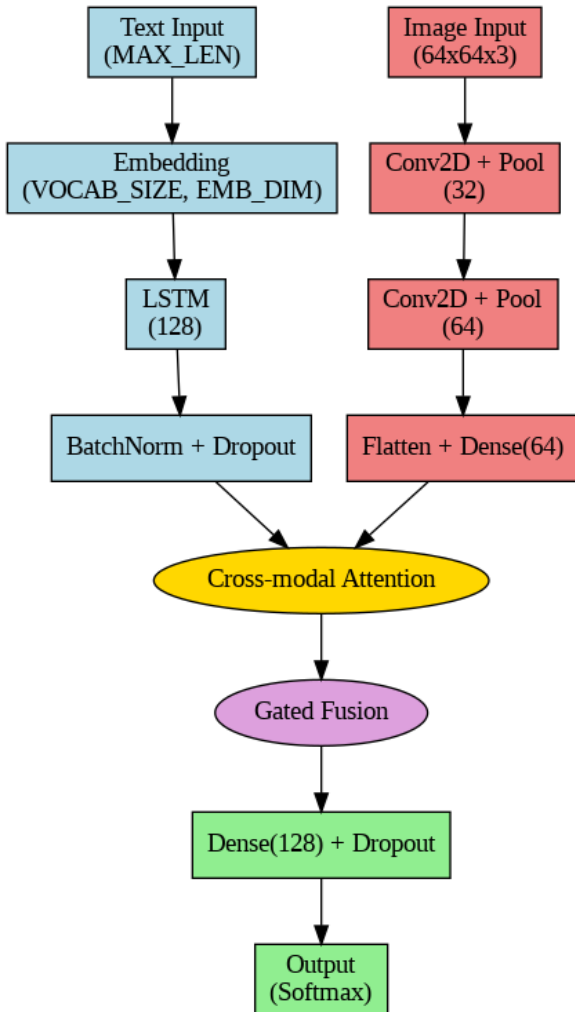 Text Input
(MAX_LEN)
Image Input
(64x64x3)
Embedding
(VOCAB_SIZE, EMB_DIM)
Conv2D + Pool
(32)
LSTM
(128)
Conv2D + Pool
(64)
BatchNorm + Dropout
Flatten + Dense(64)
Cross-modal Attention
Gated Fusion
Dense(128) + Dropout
Output
(Softmax)